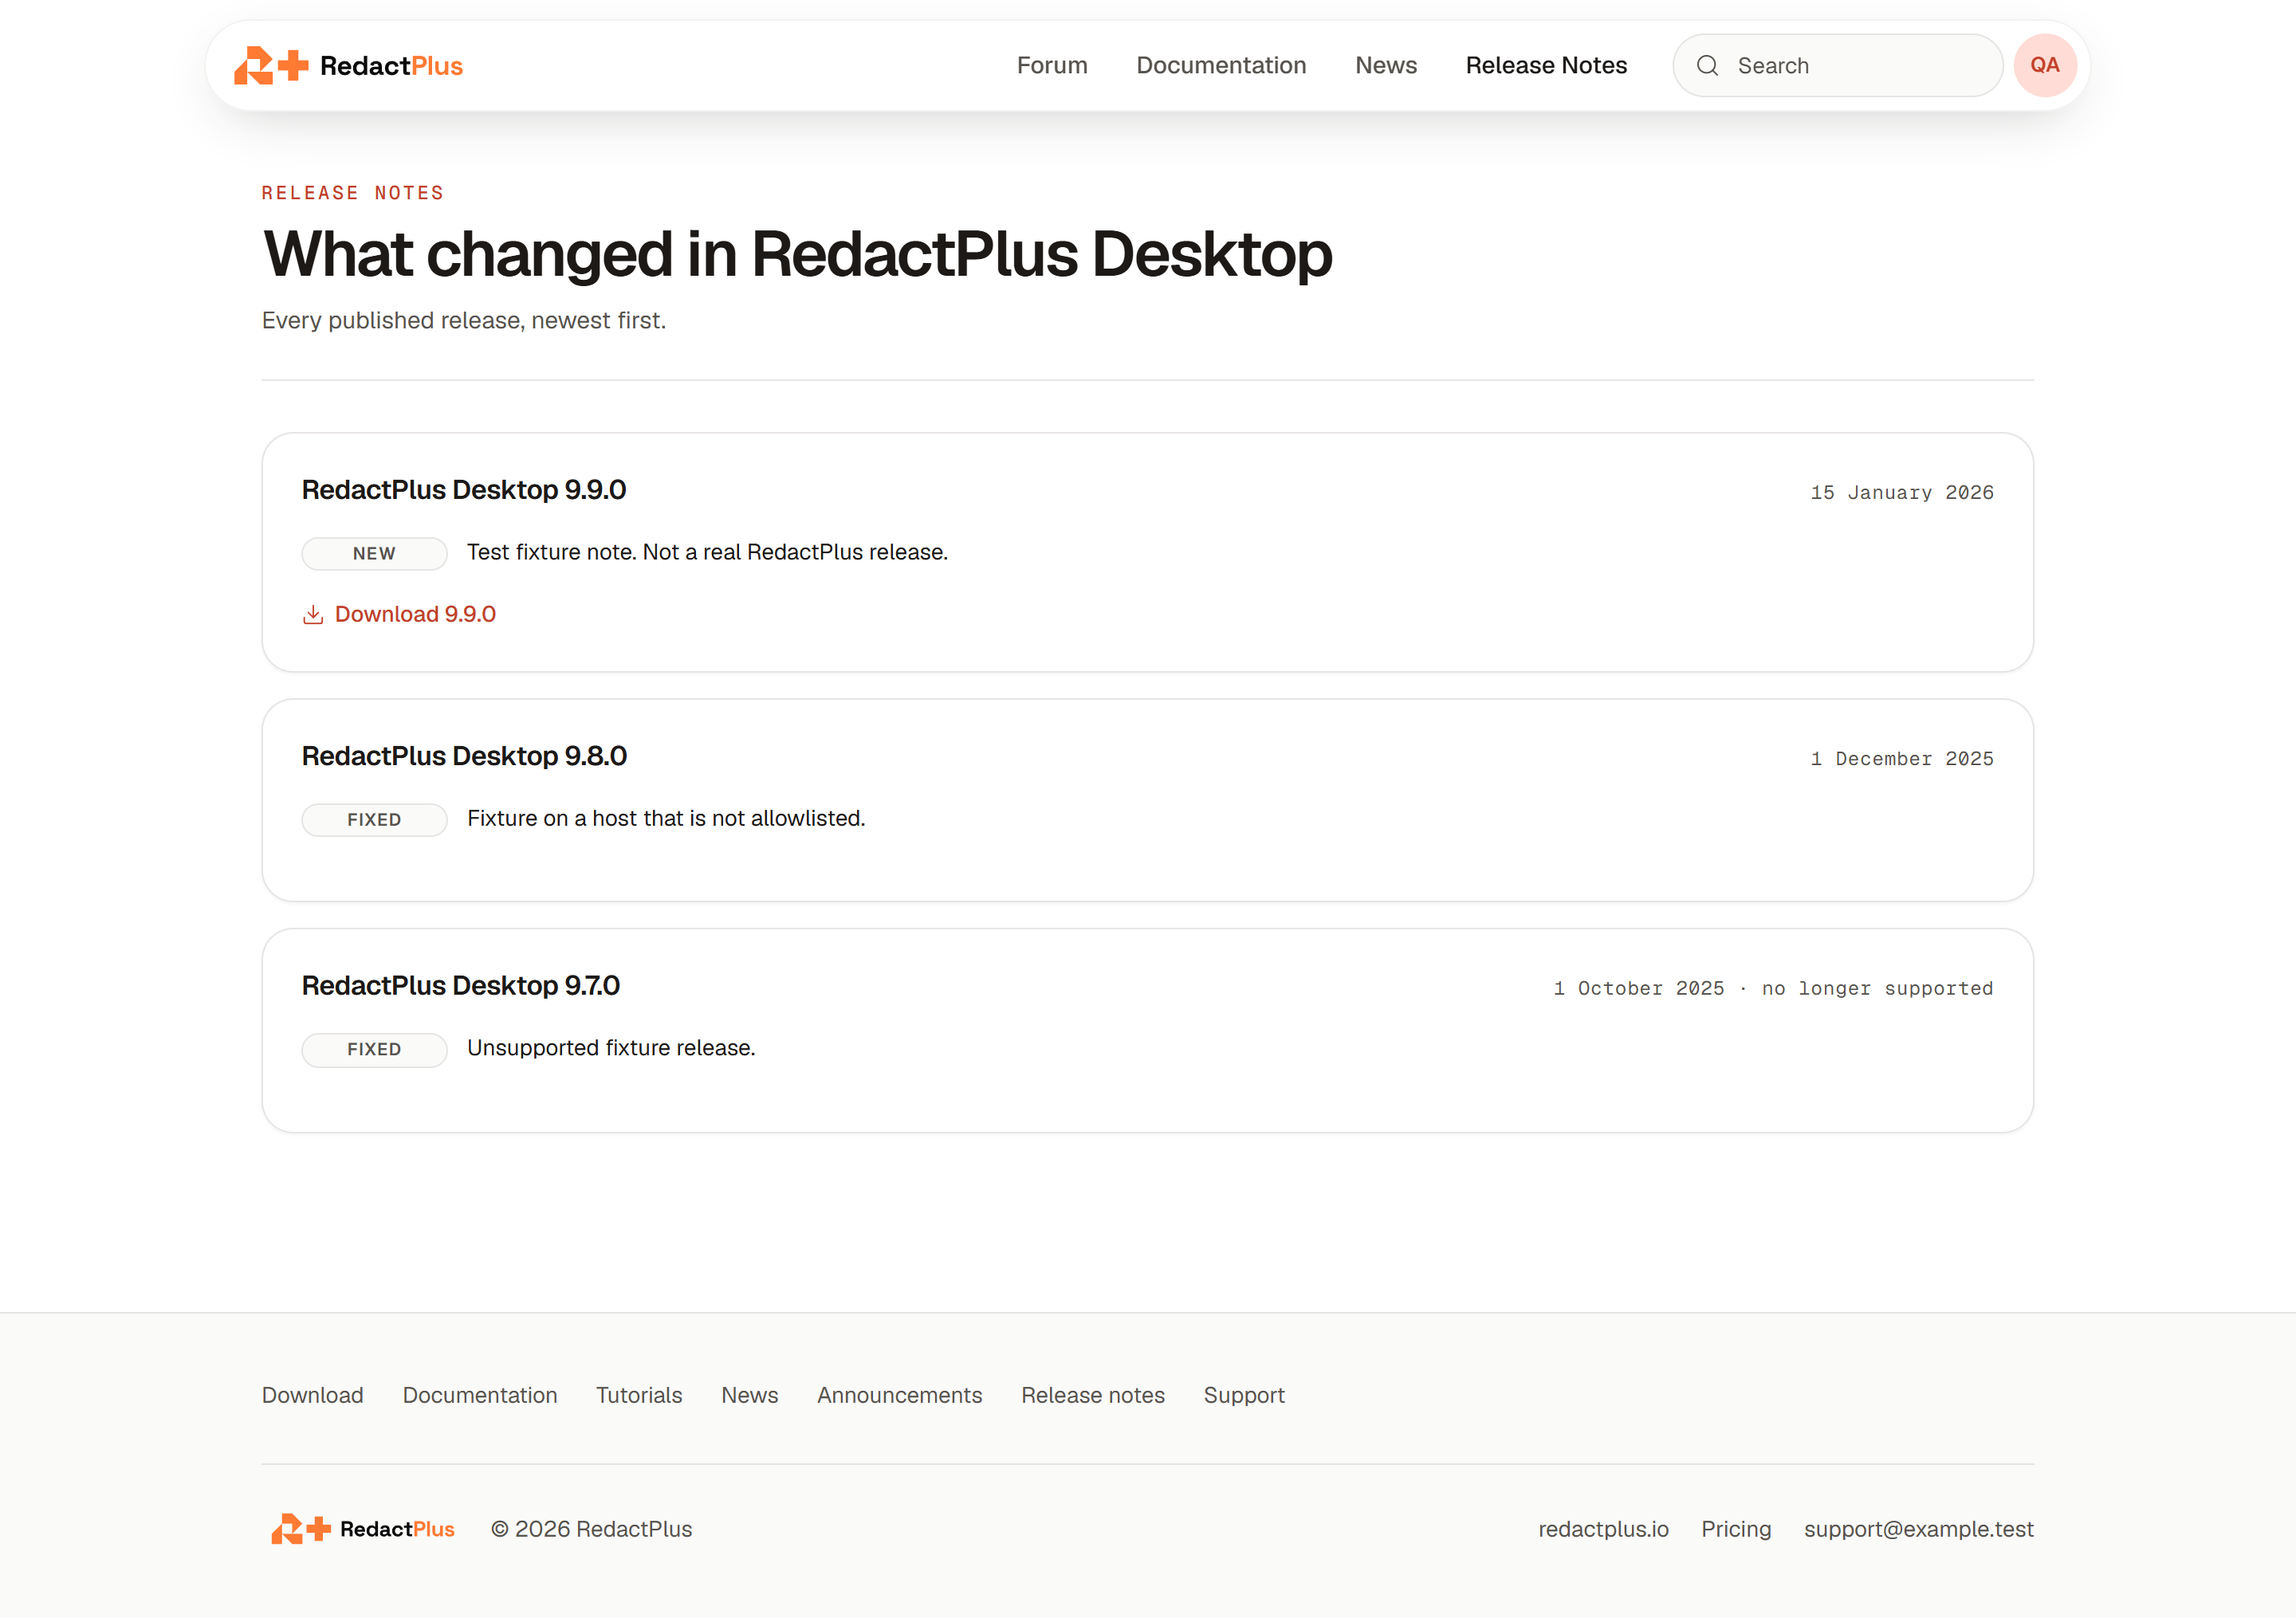 RedactPlus
Forum Documentation News Release Notes Search QA
RELEASE NOTES
What changed in RedactPlus Desktop
Every published release, newest first.
RedactPlus Desktop 9.9.0 15 January 2026
NEW Test fixture note. Not a real RedactPlus release.
Download 9.9.0
RedactPlus Desktop 9.8.0 1 December 2025
FIXED Fixture on a host that is not allowlisted.
RedactPlus Desktop 9.7.0 1 October 2025 · no longer supported
FIXED Unsupported fixture release.
Download Documentation Tutorials News Announcements Release notes Support
RedactPlus © 2026 RedactPlus redactplus.io Pricing support@example.test